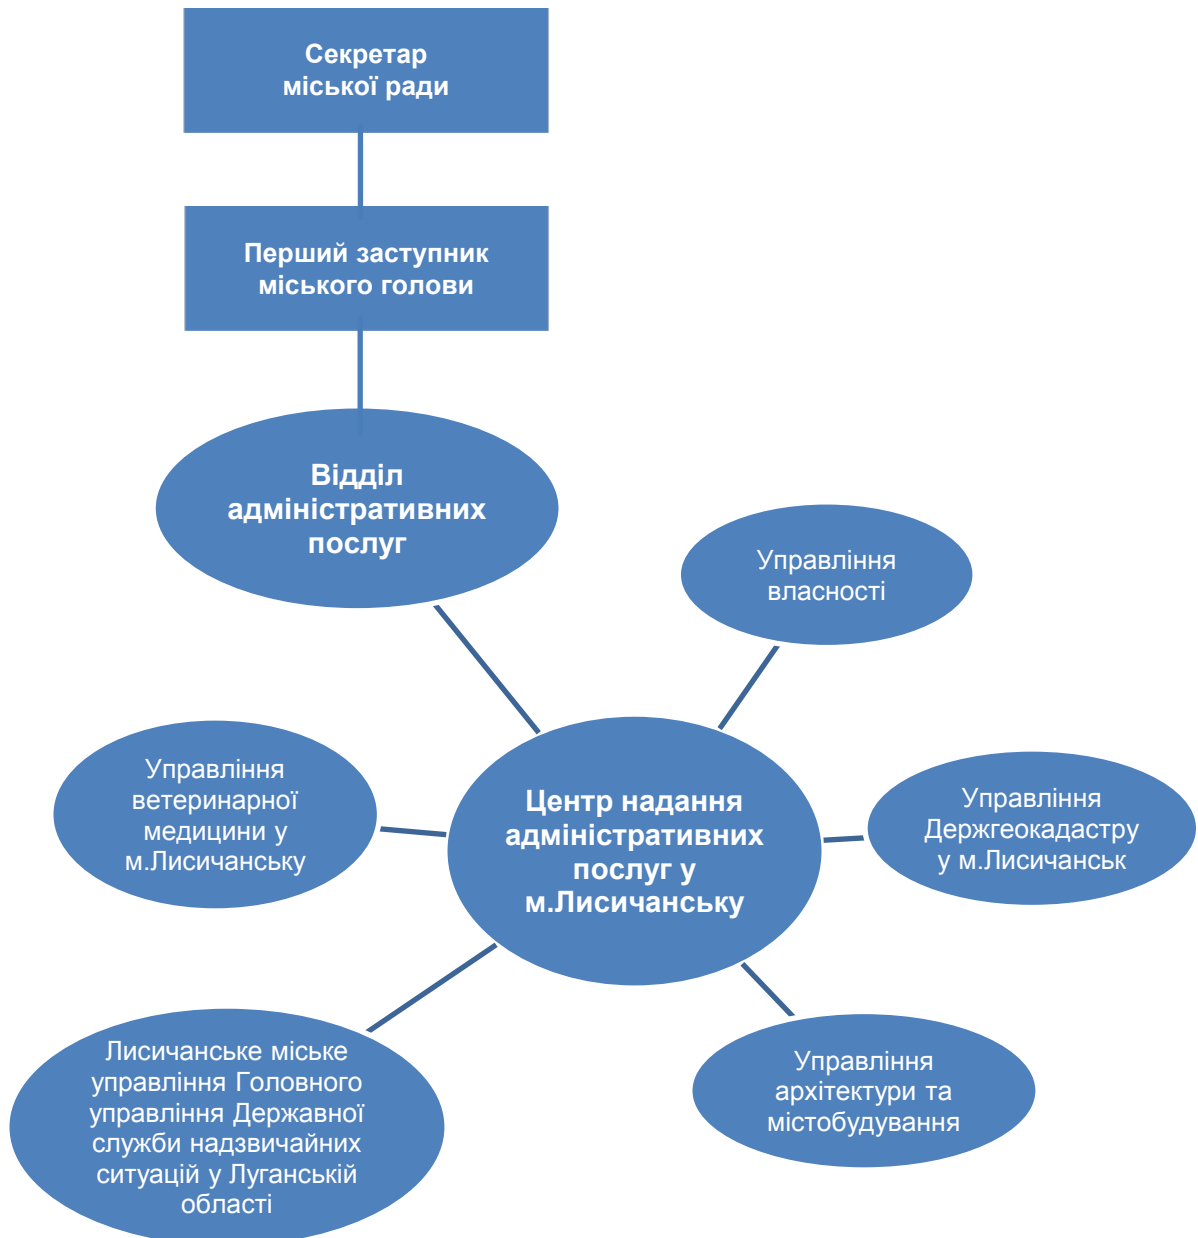 Секретар
міської ради
Перший заступник
міського голови
Відділ
адміністративних
послуг
Управління
власності
Управління
ветеринарної
медицини у
м.Лисичанську
Центр надання
адміністративних
послуг у
м.Лисичанську
Управління
Держгеокадастру
у м.Лисичанськ
Лисичанське міське
управління Головного
управління Державної
служби надзвичайних
ситуацій у Луганській
області
Управління
архітектури та
містобудування